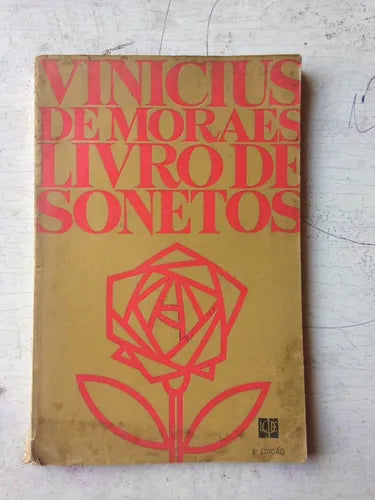 VINICIUS
DE MORAES
LIVRO DE
SONETOS